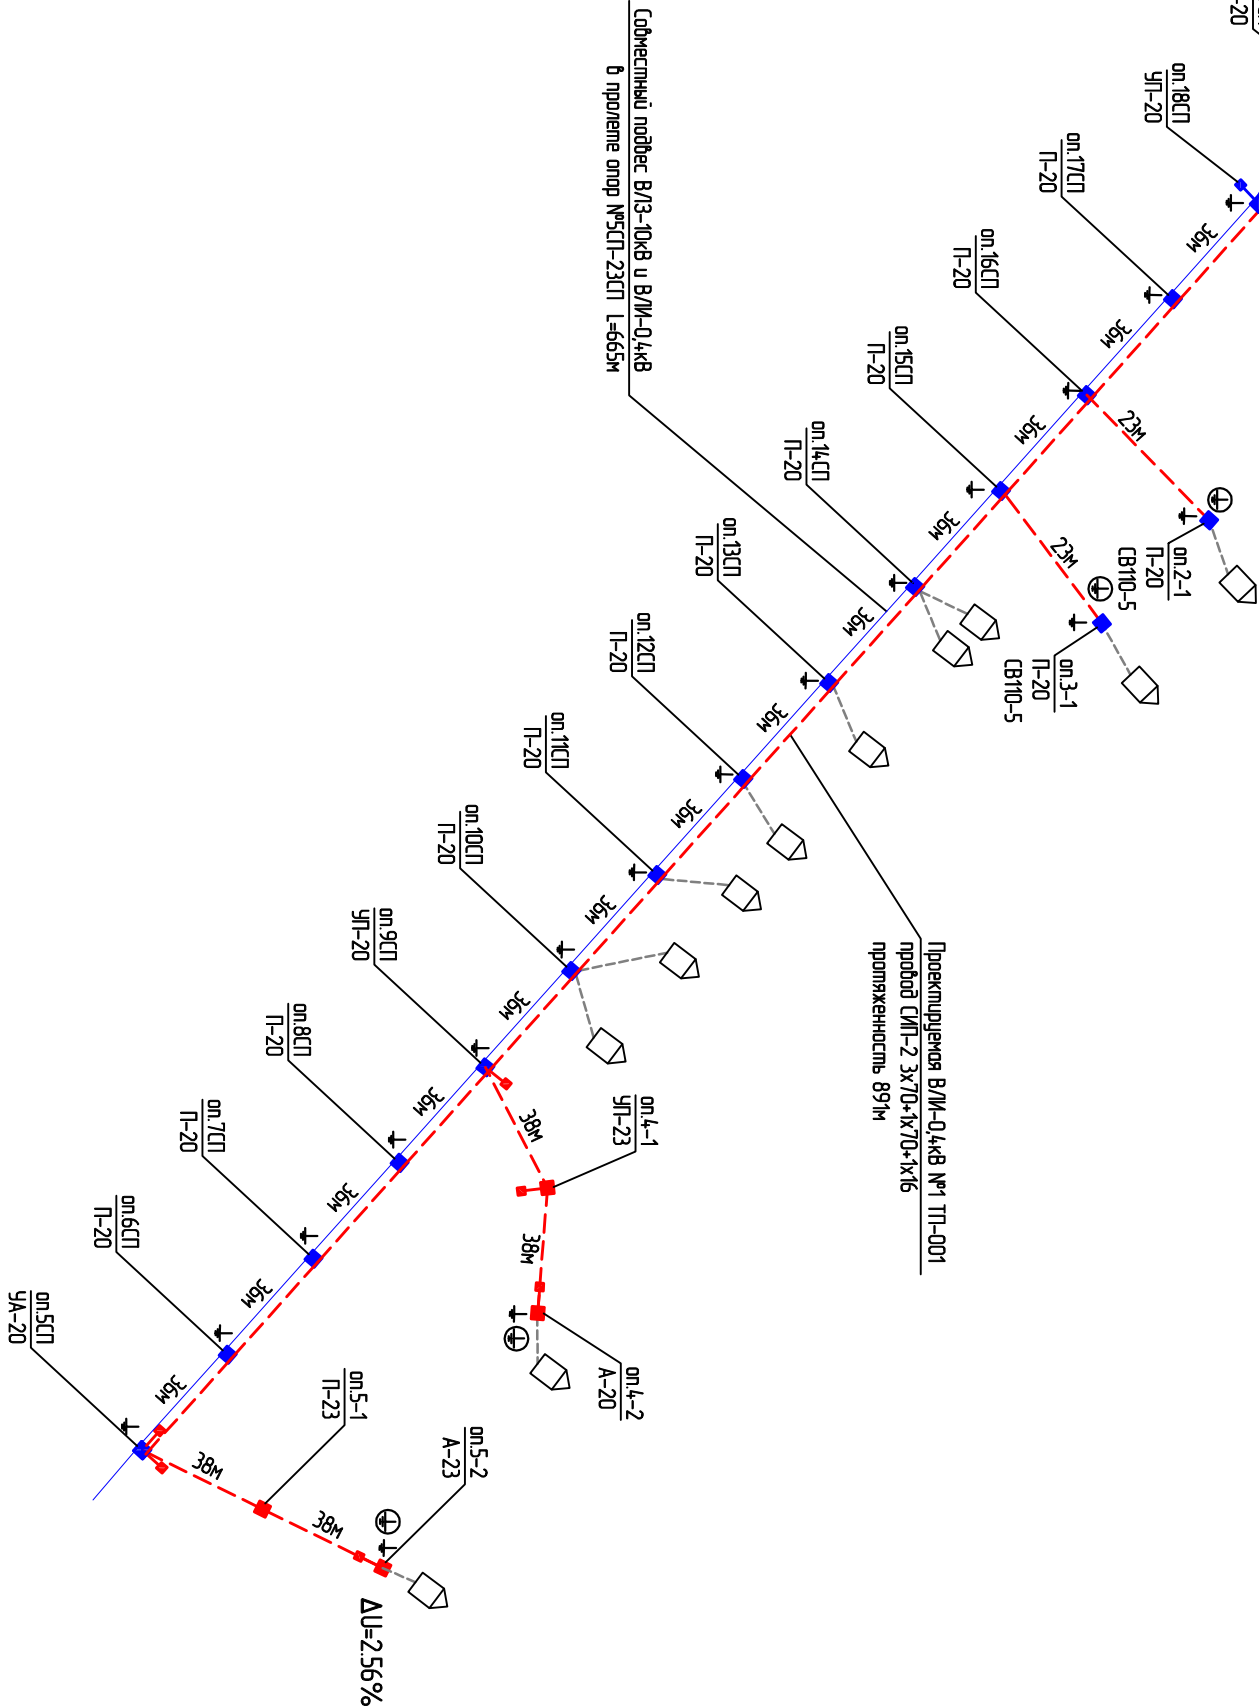 -20
оп.18СП
УП-20
оп.17СП
П-20
оп.16СП
П-20
оп.15СП
П-20
оп.14СП
П-20
оп.13СП
П-20
оп.12СП
П-20
оп.11СП
П-20
оп.10СП
П-20
оп.9СП
УП-20
оп.8СП
П-20
оп.7СП
П-20
оп.6СП
П-20
оп.5СП
УА-20
Совместный подвес ВЛЗ-10кВ и ВЛИ-0,4кВ
в пролете опор №5СП-23СП L=665м
36м
36м
36м
36м
36м
36м
36м
36м
36м
36м
36м
36м
36м
23м
23м
оп.2-1
П-20
СВ110-5
оп.3-1
П-20
СВ110-5
Проектируемая ВЛИ-0,4кВ №1 ТП-001
провод СИП-2 3х70+1х70+1х16
протяженность 891м
38м
оп.4-1
УП-23
38м
оп.4-2
А-20
38м
оп.5-1
П-23
38м
оп.5-2
А-23
ΔU=2.56%